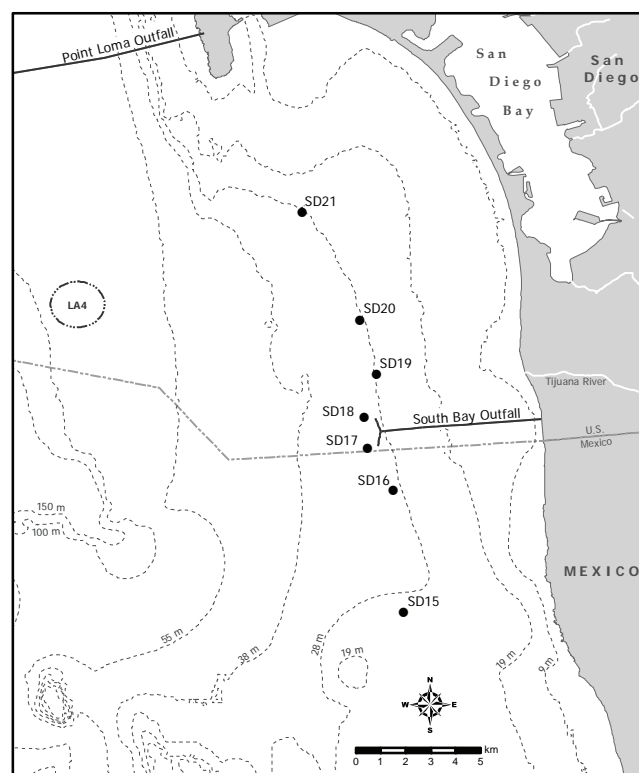 Point Loma Outfall
San
Diego
Bay
San
Diego
SD21
LA4
SD20
SD19
Tijuana River
SD18
South Bay Outfall
U.S.
Mexico
SD17
SD16
150 m
100 m
MEXICO
SD15
55 m
38 m
28 m
19 m
19 m
9 m
N
W E
S
km
0 1 2 3 4 5